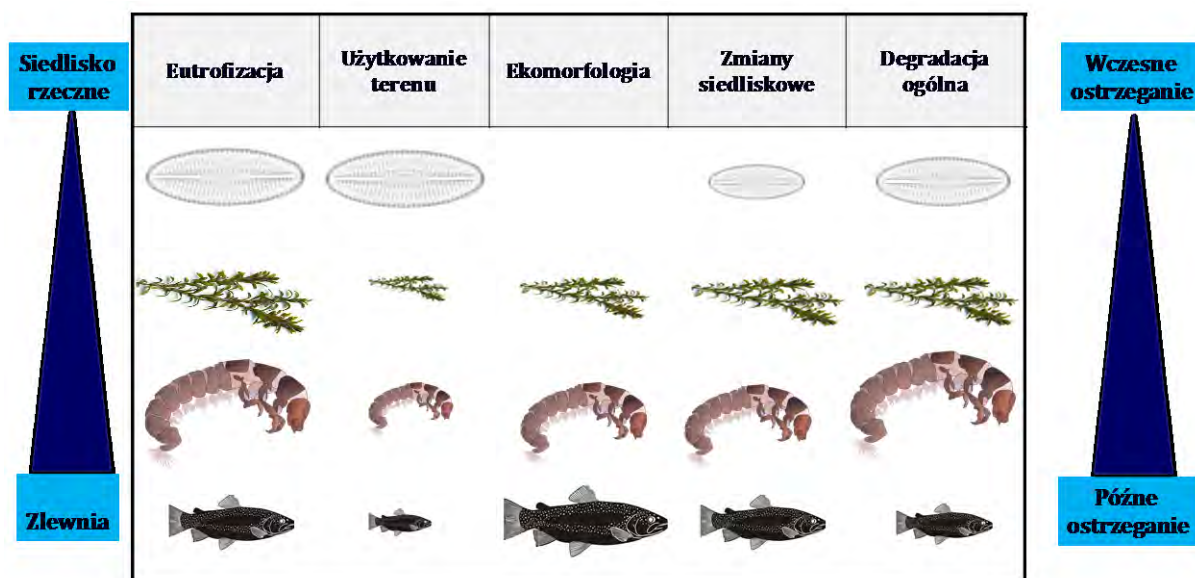 Siedlisko
rzeczne
Eutrofizacja
Użytkowanie
terenu
Ekomorfologia
Zmiany
siedliskowe
Degradacja
ogólna
Wczesne
ostrzeganie
Zlewnia
Późne
ostrzeganie